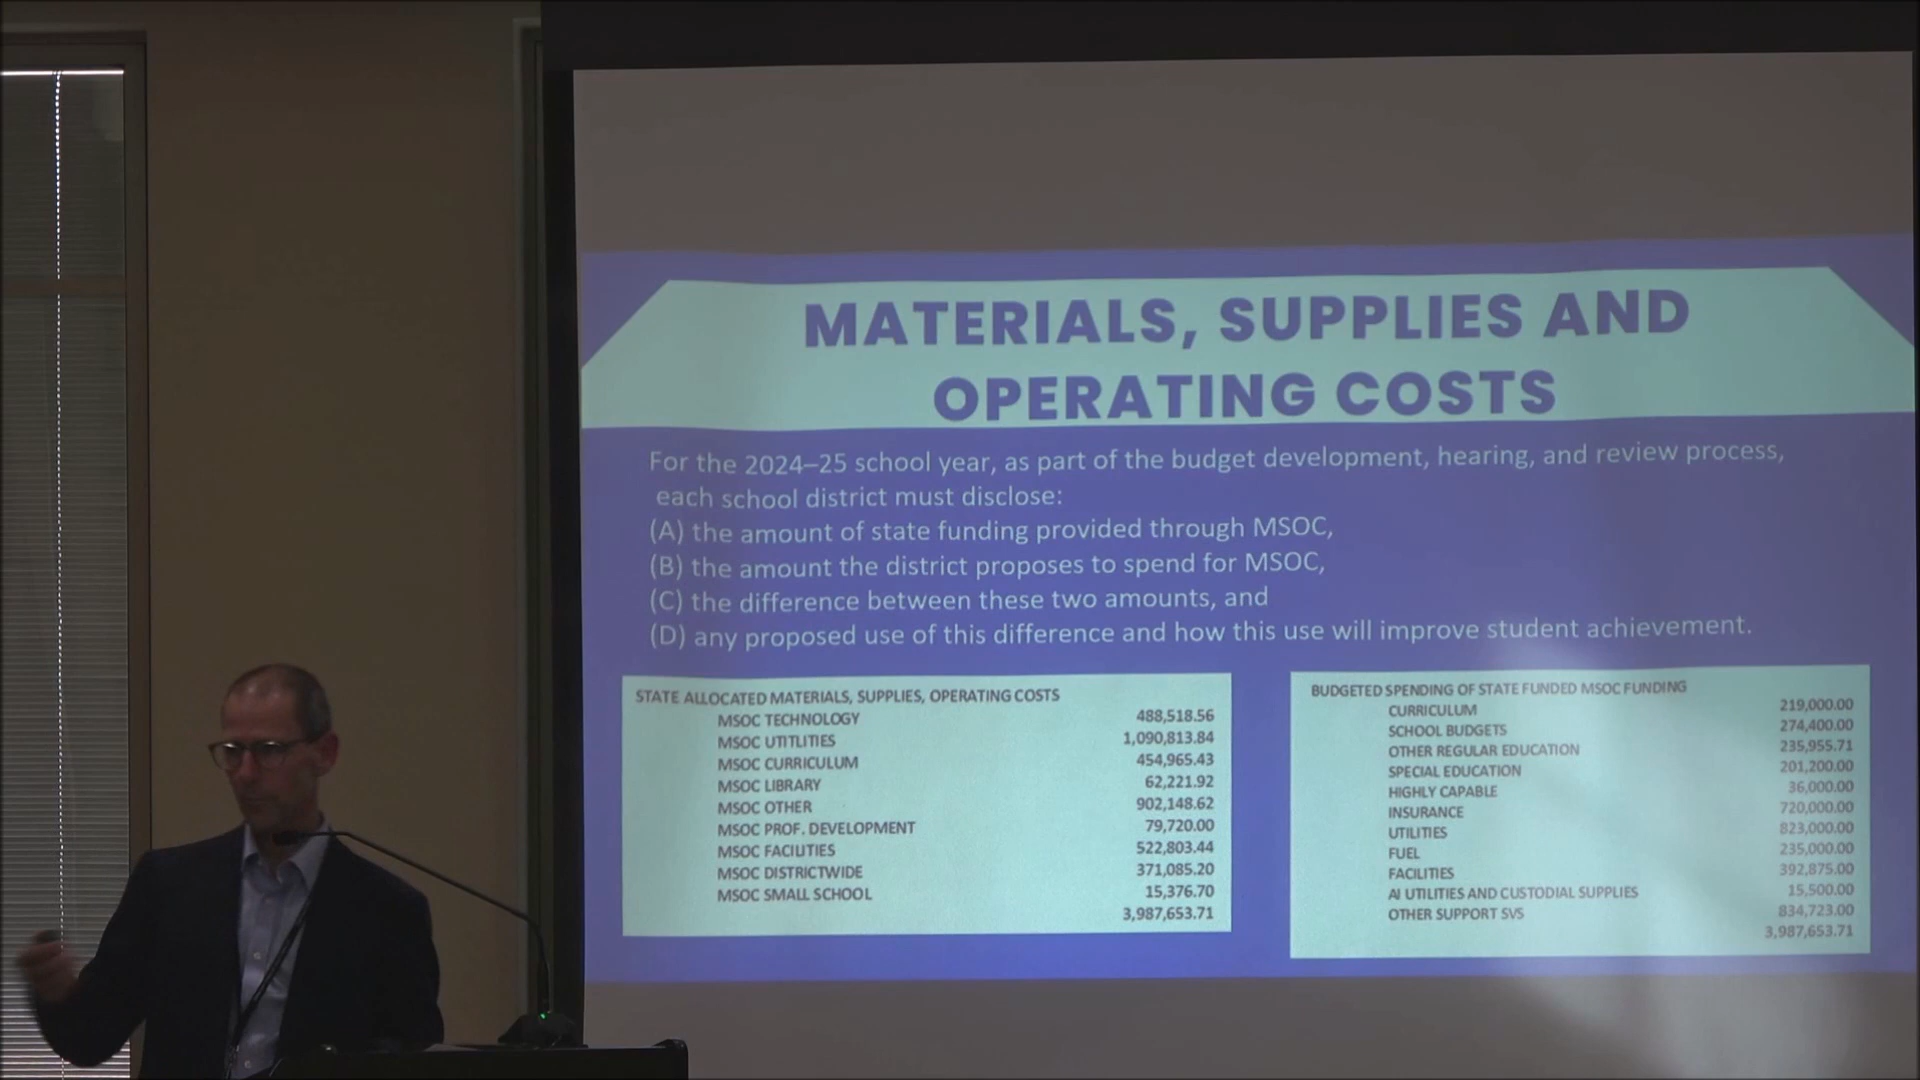 MATERIALS, SUPPLIES AND
OPERATING COSTS
For the 2024–25 school year, as part of the budget development, hearing, and review process,
each school district must disclose:
(A) the amount of state funding provided through MSOC,
(B) the amount the district proposes to spend for MSOC,
(C) the difference between these two amounts, and
(D) any proposed use of this difference and how this use will improve student achievement.
STATE ALLOCATED MATERIALS, SUPPLIES, OPERATING COSTS
MSOC TECHNOLOGY 488,518.56
MSOC UTITLITIES 1,090,813.84
MSOC CURRICULUM 454,965.43
MSOC LIBRARY 62,221.92
MSOC OTHER 902,148.62
MSOC PROF. DEVELOPMENT 79,720.00
MSOC FACILITIES 522,803.44
MSOC DISTRICTWIDE 371,085.20
MSOC SMALL SCHOOL 15,376.70
3,987,653.71
BUDGETED SPENDING OF STATE FUNDED MSOC FUNDING
CURRICULUM 219,000.00
SCHOOL BUDGETS 274,400.00
OTHER REGULAR EDUCATION 235,955.71
SPECIAL EDUCATION 201,200.00
HIGHLY CAPABLE 36,000.00
INSURANCE 720,000.00
UTILITIES 823,000.00
FUEL 235,000.00
FACILITIES 392,875.00
AI UTILITIES AND CUSTODIAL SUPPLIES 15,500.00
OTHER SUPPORT SVS 834,723.00
3,987,653.71